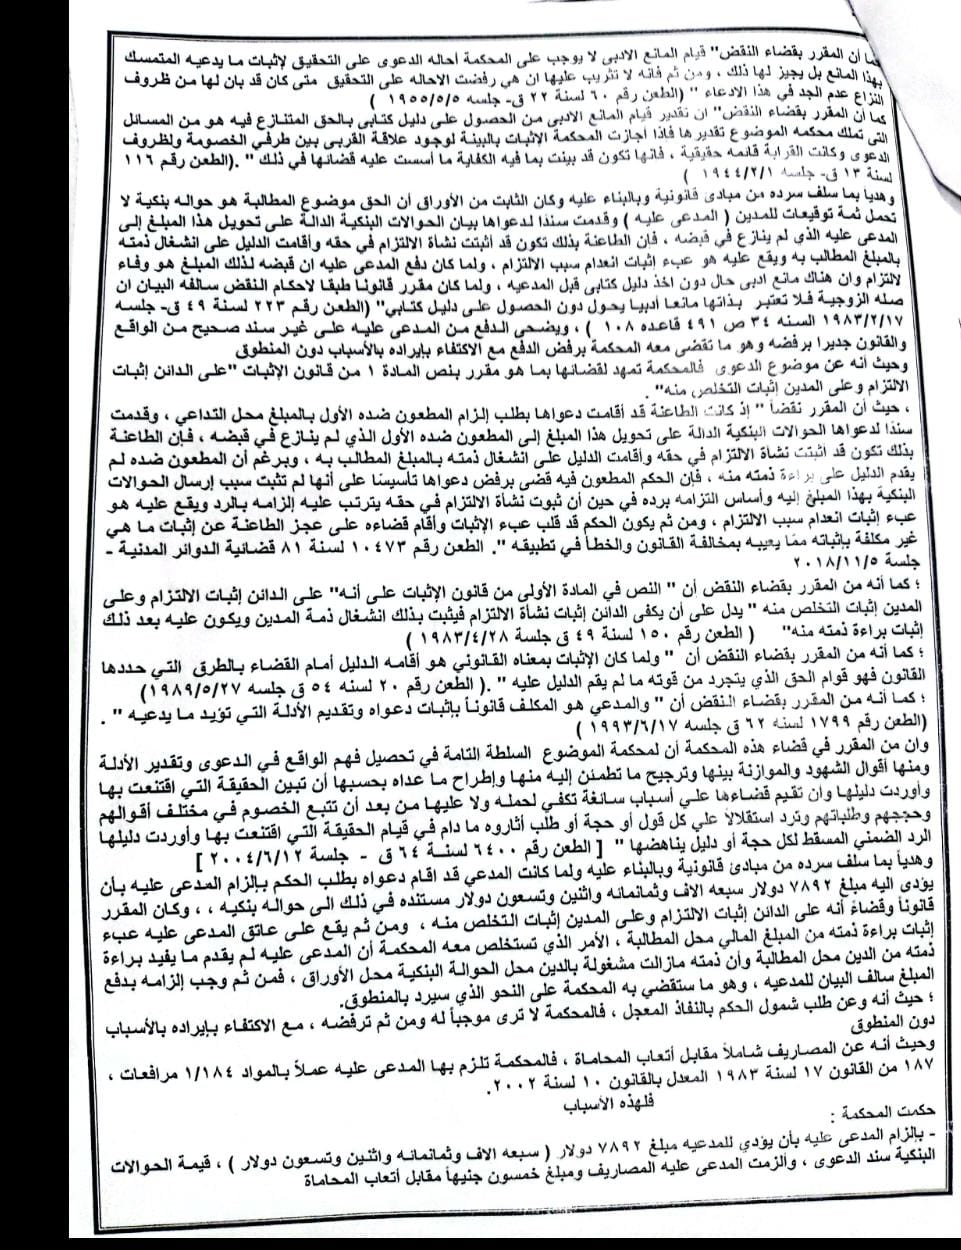 كما أن المقرر بقضاء النقض" قيام المانع الادبى لا يوجب على المحكمة احاله الدعوى على التحقيق لإثبات ما يدعيه المتمسك
بهذا المانع بل يجيز لها ذلك ، ومن ثم فانه لا تثريب عليها ان هي رفضت الاحاله على التحقيق متى كان قد بان لها من ظروف
النزاع عدم الجد في هذا الادعاء " (الطعن رقم ٦٠ لسنة ٢٢ ق- جلسه ١٩٥٥/٥/٥ )
كما أن المقرر بقضاء النقض" ان تقدير قيام المانع الادبى من الحصول على دليل كتابى بالحق المتنازع فيه هو من المسائل
التى تملك محكمه الموضوع تقديرها فاذا اجازت المحكمة الإثبات بالبينة لوجود علاقة القربى بين طرفي الخصومة ولظروف
الدعوى وكانت القرابة قائمه حقيقية ، فانها تكون قد بينت بما فيه الكفاية ما أسست عليه قضائها في ذلك " .(الطعن رقم ١١٦
لسنة ١٣ ق- جلسه ١٩٤٤/٢/١ )
وهديا بما سلف سرده من مبادئ قانونية وبالبناء عليه وكان الثابت من الأوراق أن الحق موضوع المطالبة هو حواله بنكية لا
تحمل ثمة توقيعات للمدين ( المدعى عليه ) وقدمت سندا لدعواها بيان الحوالات البنكية الدالة على تحويل هذا المبلغ إلى
المدعى عليه الذي لم ينازع في قبضه ، فإن الطاعنة بذلك تكون قد أثبتت نشأة الالتزام في حقه وأقامت الدليل على انشغال ذمته
بالمبلغ المطالب به ويقع عليه هو عبء إثبات انعدام سبب الالتزام ، ولما كان دفع المدعى عليه ان قبضه لذلك المبلغ هو وفاء
لالتزام وان هناك مانع ادبى حال دون اخذ دليل كتابى قبل المدعيه ، ولما كان مقرر قانونا طبقا لاحكام النقض سالفه البيان ان
صله الزوجية فلا تعتبر بذاتها مانعا أدبيا يحول دون الحصول على دليل كتابي" (الطعن رقم ٢٢٣ لسنة ٤٩ ق- جلسه
١٩٨٣/٢/١٧ السنه ٣٤ ص ٤٩١ قاعده ١٠٨ ) ، ويضحى الدفع من المدعى عليه على غير سند صحيح من الواقع
والقانون جديرا برفضه وهو ما تقضى معه المحكمة برفض الدفع مع الاكتفاء بإيراده بالأسباب دون المنطوق
وحيث أنه عن موضوع الدعوى فالمحكمة تمهد لقضائها بما هو مقرر بنص المادة ١ من قانون الإثبات "على الدائن إثبات
الالتزام وعلى المدين إثبات التخلص منه".
، حيث أن المقرر نقضا " إذ كانت الطاعنة قد أقامت دعواها بطلب إلزام المطعون ضده الأول بالمبلغ محل التداعي ، وقدمت
سندا لدعواها الحوالات البنكية الدالة على تحويل هذا المبلغ إلى المطعون ضده الأول الذي لم ينازع في قبضه ، فإن الطاعنة
بذلك تكون قد أثبتت نشأة الالتزام في حقه وأقامت الدليل على انشغال ذمته بالمبلغ المطالب به ، وبرغم أن المطعون ضده لم
يقدم الدليل على براءة ذمته منه ، فإن الحكم المطعون فيه قضى برفض دعواها تأسيسا على أنها لم تثبت سبب إرسال الحوالات
البنكية بهذا المبلغ إليه وأساس التزامه برده في حين أن ثبوت نشأة الالتزام في حقه يترتب عليه إلزامه بالرد ويقع عليه هو
عبء إثبات انعدام سبب الالتزام ، ومن ثم يكون الحكم قد قلب عبء الإثبات وأقام قضاءه على عجز الطاعنة عن إثبات ما هي
غير مكلفة بإثباته مما يعيبه بمخالفة القانون والخطأ في تطبيقه ". الطعن رقم ١٠٤٧٣ لسنة ٨١ قضائية الدوائر المدنية -
جلسة ٢٠١٨/١١/٥
؛ كما أنه من المقرر بقضاء النقض أن " النص في المادة الأولى من قانون الإثبات على أنه" على الدائن إثبات الالتزام وعلى
المدين إثبات التخلص منه " يدل على أن يكفى الدائن إثبات نشأة الالتزام فيثبت بذلك انشغال ذمة المدين ويكون عليه بعد ذلك
إثبات براءة ذمته منه" ( الطعن رقم ١٥٠ لسنة ٤٩ ق جلسة ١٩٨٣/٤/٢٨ )
؛ كما أنه من المقرر بقضاء النقض أن " ولما كان الإثبات بمعناه القانوني هو أقامه الدليل أمام القضاء بالطرق التي حددها
القانون فهو قوام الحق الذي يتجرد من قوته ما لم يقم الدليل عليه " .( الطعن رقم ٢٠ لسنه ٥٤ ق جلسه ١٩٨٩/٥/٢٧)
؛ كما أنه من المقرر بقضاء النقض أن " والمدعي هو المكلف قانوناً بإثبات دعواه وتقديم الأدلة التي تؤيد ما يدعيه " .
(الطعن رقم ١٧٩٩ لسنه ٦٢ ق جلسه ١٩٩٣/٦/١٧ )
وان من المقرر في قضاء هذه المحكمة أن لمحكمة الموضوع السلطة التامة في تحصيل فهم الواقع في الدعوى وتقدير الأدلة
ومنها أقوال الشهود والموازنة بينها وترجيح ما تطمئن إليه منها وإطراح ما عداه بحسبها أن تبين الحقيقة التي اقتنعت بها
وأوردت دليلها وان تقيم قضاءها علي أسباب سائغة تكفي لحمله ولا عليها من بعد أن تتبع الخصوم في مختلف أقوالهم
وحججهم وطلباتهم وترد استقلالا علي كل قول أو حجة أو طلب أثاروه ما دام في قيام الحقيقة التي اقتنعت بها وأوردت دليلها
الرد الضمني المسقط لكل حجة أو دليل يناهضها " [ الطعن رقم ٦٤٠٠ لسنة ٦٤ ق - جلسة ٢٠٠٤/٦/١٢ ]
وهدياً بما سلف سرده من مبادئ قانونية وبالبناء عليه ولما كانت المدعي قد اقام دعواه بطلب الحكم بإلزام المدعى عليه بأن
يؤدى اليه مبلغ ٧٨٩٢ دولار سبعه الاف وثمانمائه واثنين وتسعون دولار مستنده في ذلك الى حواله بنكيه ، ، وكان المقرر
قانوناً وقضاءً أنه على الدائن إثبات الالتزام وعلى المدين إثبات التخلص منه ، ومن ثم يقع على عاتق المدعى عليه عبء
إثبات براءة ذمته من المبلغ المالي محل المطالبة ، الأمر الذي تستخلص معه المحكمة أن المدعى عليه لم يقدم ما يفيد براءة
ذمته من الدين محل المطالبة وأن ذمته مازالت مشغولة بالدين محل الحوالة البنكية محل الأوراق ، فمن ثم وجب إلزامه بدفع
المبلغ سالف البيان للمدعيه ، وهو ما ستقضي به المحكمة على النحو الذي سيرد بالمنطوق.
؛ حيث أنه وعن طلب شمول الحكم بالنفاذ المعجل ، فالمحكمة لا ترى موجباً له ومن ثم ترفضه ، مع الاكتفاء بإيراده بالأسباب
دون المنطوق
وحيث أنه عن المصاريف شاملاً مقابل أتعاب المحاماة ، فالمحكمة تلزم بها المدعى عليه عملاً بالمواد ١/١٨٤ مرافعات ،
١٨٧ من القانون ١٧ لسنة ١٩٨٣ المعدل بالقانون ١٠ لسنة ٢٠٠٢.
فلهذه الأسباب
حكمت المحكمة :
- بإلزام المدعى عليه بأن يؤدي للمدعيه مبلغ ٧٨٩٢ دولار ( سبعه الاف وثمانمائه واثنين وتسعون دولار ) ، قيمة الحوالات
البنكية سند الدعوى ، وألزمت المدعى عليه المصاريف ومبلغ خمسون جنيهاً مقابل أتعاب المحاماة